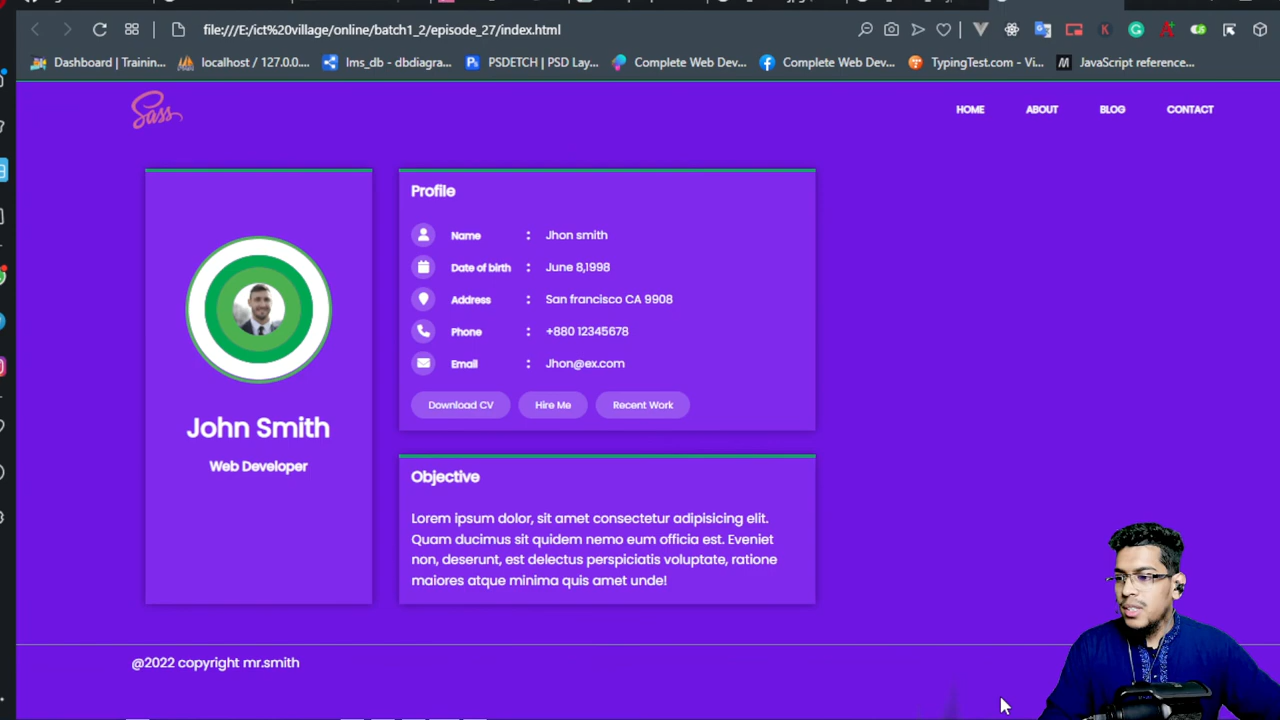 file:///E:/ict%20village/online/batch1_2/episode_27/index.html
Dashboard | Trainin...
localhost / 127.0.0....
lms_db - dbdiagra...
PSDETCH | PSD Lay...
Complete Web Dev...
Complete Web Dev...
TypingTest.com - Vi...
JavaScript reference...
Sass
HOME
ABOUT
BLOG
CONTACT
John Smith
Web Developer
Profile
Name : Jhon smith
Date of birth : June 8,1998
Address : San francisco CA 9908
Phone : +880 12345678
Email : Jhon@ex.com
Download CV
Hire Me
Recent Work
Objective
Lorem ipsum dolor, sit amet consectetur adipisicing elit.
Quam ducimus sit quidem nemo eum officia est. Eveniet
non, deserunt, est delectus perspiciatis voluptate, ratione
maiores atque minima quis amet unde!
@2022 copyright mr.smith